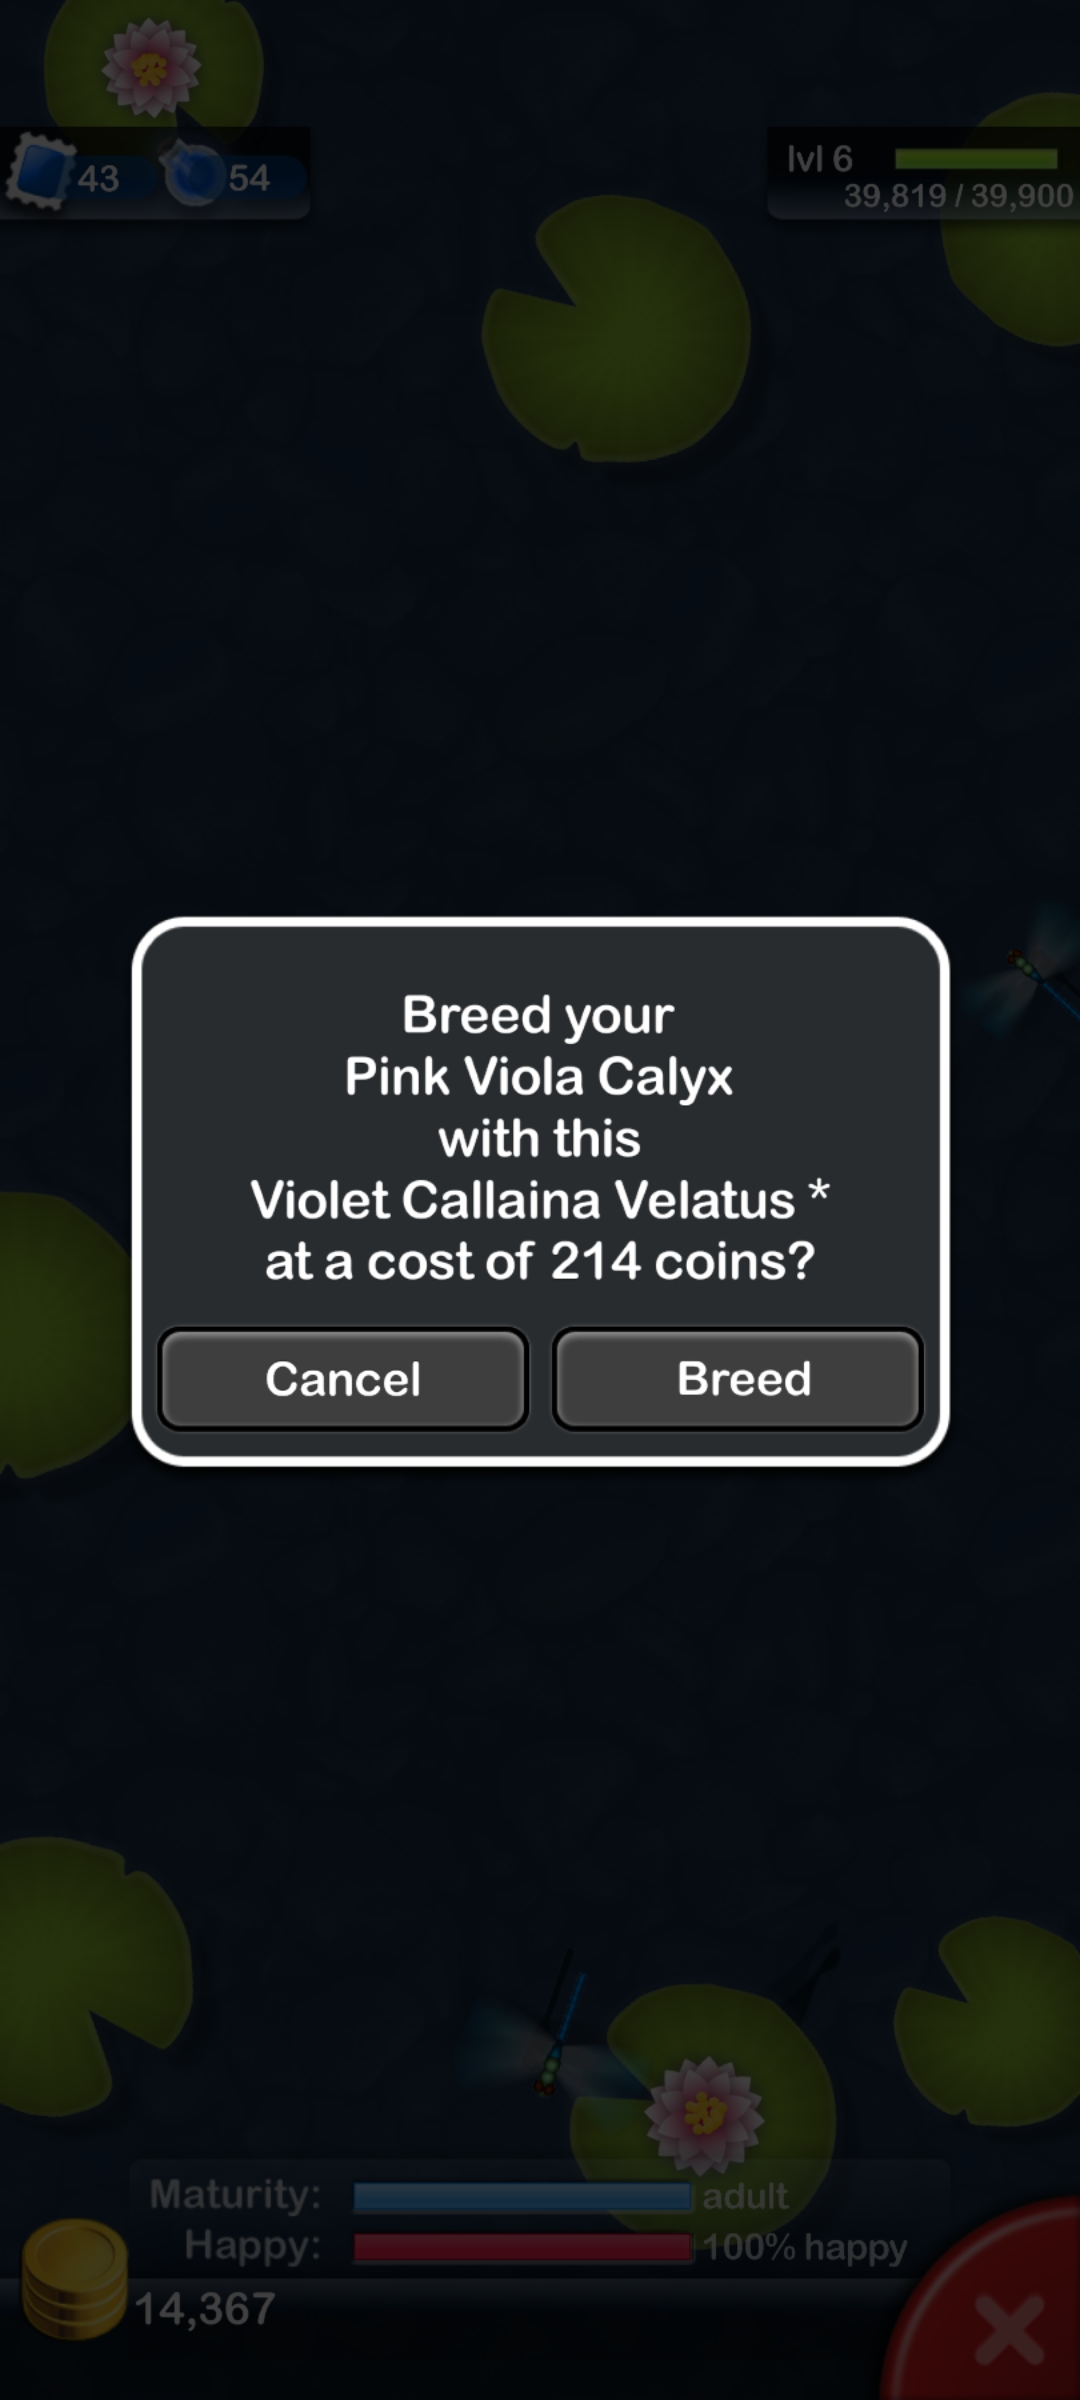 43
54
lvl 6
39,819 / 39,900
Breed your
Pink Viola Calyx
with this
Violet Callaina Velatus *
at a cost of 214 coins?
Cancel
Breed
Maturity:
adult
Happy:
100% happy
14,367